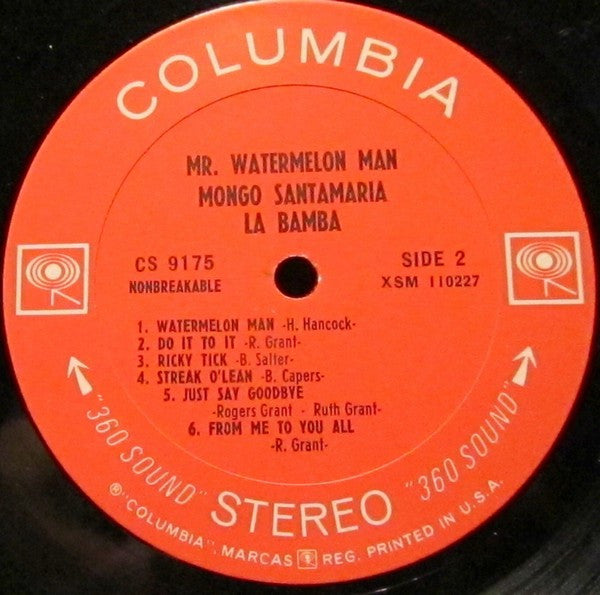 COLUMBIA
MR. WATERMELON MAN
MONGO SANTAMARIA
LA BAMBA
CS 9175
NONBREAKABLE
SIDE 2
XSM 110227
1. WATERMELON MAN -H. Hancock-
2. DO IT TO IT -R. Grant-
3. RICKY TICK -B. Salter-
4. STREAK O'LEAN -B. Capers-
5. JUST SAY GOODBYE
-Rogers Grant - Ruth Grant-
6. FROM ME TO YOU ALL
-R. Grant-
"360 SOUND" STEREO "360 SOUND"
®"COLUMBIA", MARCAS REG. PRINTED IN U.S.A.